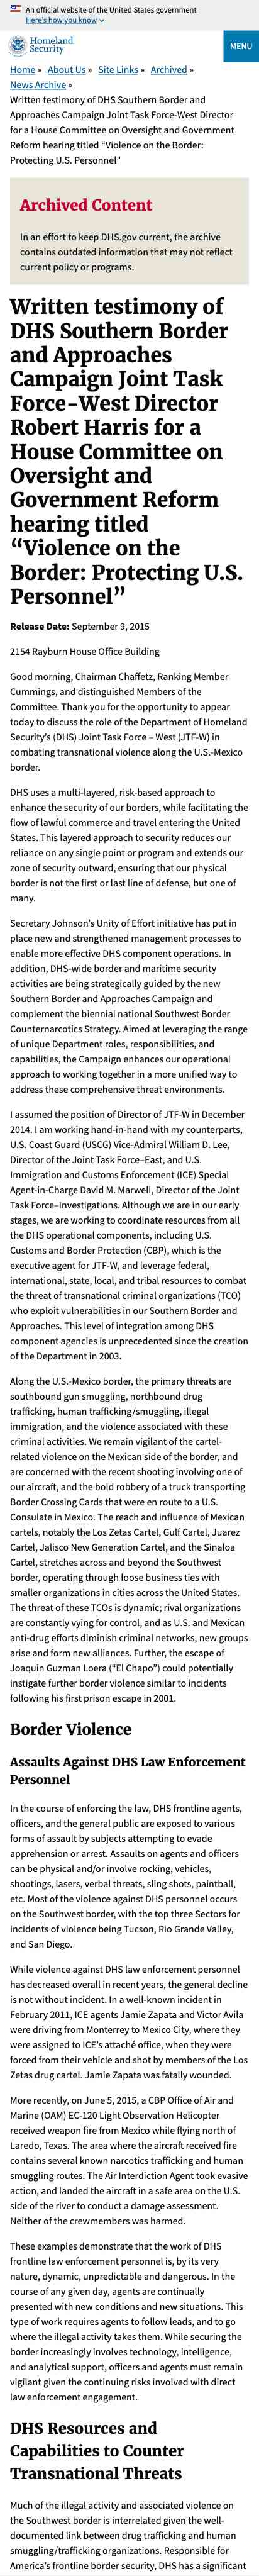 An official website of the United States government
Here's how you know
Homeland
Security
MENU
Home » About Us » Site Links » Archived »
News Archive »
Written testimony of DHS Southern Border and
Approaches Campaign Joint Task Force-West Director
for a House Committee on Oversight and Government
Reform hearing titled “Violence on the Border:
Protecting U.S. Personnel”
Archived Content
In an effort to keep DHS.gov current, the archive
contains outdated information that may not reflect
current policy or programs.
Written testimony of
DHS Southern Border
and Approaches
Campaign Joint Task
Force-West Director
Robert Harris for a
House Committee on
Oversight and
Government Reform
hearing titled
“Violence on the
Border: Protecting U.S.
Personnel”
Release Date: September 9, 2015
2154 Rayburn House Office Building
Good morning, Chairman Chaffetz, Ranking Member
Cummings, and distinguished Members of the
Committee. Thank you for the opportunity to appear
today to discuss the role of the Department of Homeland
Security's (DHS) Joint Task Force – West (JTF-W) in
combating transnational violence along the U.S.-Mexico
border.
DHS uses a multi-layered, risk-based approach to
enhance the security of our borders, while facilitating the
flow of lawful commerce and travel entering the United
States. This layered approach to security reduces our
reliance on any single point or program and extends our
zone of security outward, ensuring that our physical
border is not the first or last line of defense, but one of
many.
Secretary Johnson's Unity of Effort initiative has put in
place new and strengthened management processes to
enable more effective DHS component operations. In
addition, DHS-wide border and maritime security
activities are being strategically guided by the new
Southern Border and Approaches Campaign and
complement the biennial national Southwest Border
Counternarcotics Strategy. Aimed at leveraging the range
of unique Department roles, responsibilities, and
capabilities, the Campaign enhances our operational
approach to working together in a more unified way to
address these comprehensive threat environments.
I assumed the position of Director of JTF-W in December
2014. I am working hand-in-hand with my counterparts,
U.S. Coast Guard (USCG) Vice-Admiral William D. Lee,
Director of the Joint Task Force–East, and U.S.
Immigration and Customs Enforcement (ICE) Special
Agent-in-Charge David M. Marwell, Director of the Joint
Task Force–Investigations. Although we are in our early
stages, we are working to coordinate resources from all
the DHS operational components, including U.S.
Customs and Border Protection (CBP), which is the
executive agent for JTF-W, and leverage federal,
international, state, local, and tribal resources to combat
the threat of transnational criminal organizations (TCO)
who exploit vulnerabilities in our Southern Border and
Approaches. This level of integration among DHS
component agencies is unprecedented since the creation
of the Department in 2003.
Along the U.S.-Mexico border, the primary threats are
southbound gun smuggling, northbound drug
trafficking, human trafficking/smuggling, illegal
immigration, and the violence associated with these
criminal activities. We remain vigilant of the cartel-
related violence on the Mexican side of the border, and
are concerned with the recent shooting involving one of
our aircraft, and the bold robbery of a truck transporting
Border Crossing Cards that were en route to a U.S.
Consulate in Mexico. The reach and influence of Mexican
cartels, notably the Los Zetas Cartel, Gulf Cartel, Juarez
Cartel, Jalisco New Generation Cartel, and the Sinaloa
Cartel, stretches across and beyond the Southwest
border, operating through loose business ties with
smaller organizations in cities across the United States.
The threat of these TCOs is dynamic; rival organizations
are constantly vying for control, and as U.S. and Mexican
anti-drug efforts diminish criminal networks, new groups
arise and form new alliances. Further, the escape of
Joaquin Guzman Loera (“El Chapo”) could potentially
instigate further border violence similar to incidents
following his first prison escape in 2001.
Border Violence
Assaults Against DHS Law Enforcement
Personnel
In the course of enforcing the law, DHS frontline agents,
officers, and the general public are exposed to various
forms of assault by subjects attempting to evade
apprehension or arrest. Assaults on agents and officers
can be physical and/or involve rocking, vehicles,
shootings, lasers, verbal threats, sling shots, paintball,
etc. Most of the violence against DHS personnel occurs
on the Southwest border, with the top three Sectors for
incidents of violence being Tucson, Rio Grande Valley,
and San Diego.
While violence against DHS law enforcement personnel
has decreased overall in recent years, the general decline
is not without incident. In a well-known incident in
February 2011, ICE agents Jamie Zapata and Victor Avila
were driving from Monterrey to Mexico City, where they
were assigned to ICE's attaché office, when they were
forced from their vehicle and shot by members of the Los
Zetas drug cartel. Jamie Zapata was fatally wounded.
More recently, on June 5, 2015, a CBP Office of Air and
Marine (OAM) EC-120 Light Observation Helicopter
received weapon fire from Mexico while flying north of
Laredo, Texas. The area where the aircraft received fire
contains several known narcotics trafficking and human
smuggling routes. The Air Interdiction Agent took evasive
action, and landed the aircraft in a safe area on the U.S.
side of the river to conduct a damage assessment.
Neither of the crewmembers was harmed.
These examples demonstrate that the work of DHS
frontline law enforcement personnel is, by its very
nature, dynamic, unpredictable and dangerous. In the
course of any given day, agents are continually
presented with new conditions and new situations. This
type of work requires agents to follow leads, and to go
where the illegal activity takes them. While securing the
border increasingly involves technology, intelligence,
and analytical support, officers and agents must remain
vigilant given the continuing risks involved with direct
law enforcement engagement.
DHS Resources and
Capabilities to Counter
Transnational Threats
Much of the illegal activity and associated violence on
the Southwest border is interrelated given the well-
documented link between drug trafficking and human
smuggling/trafficking organizations. Responsible for
America's frontline border security, DHS has a significant